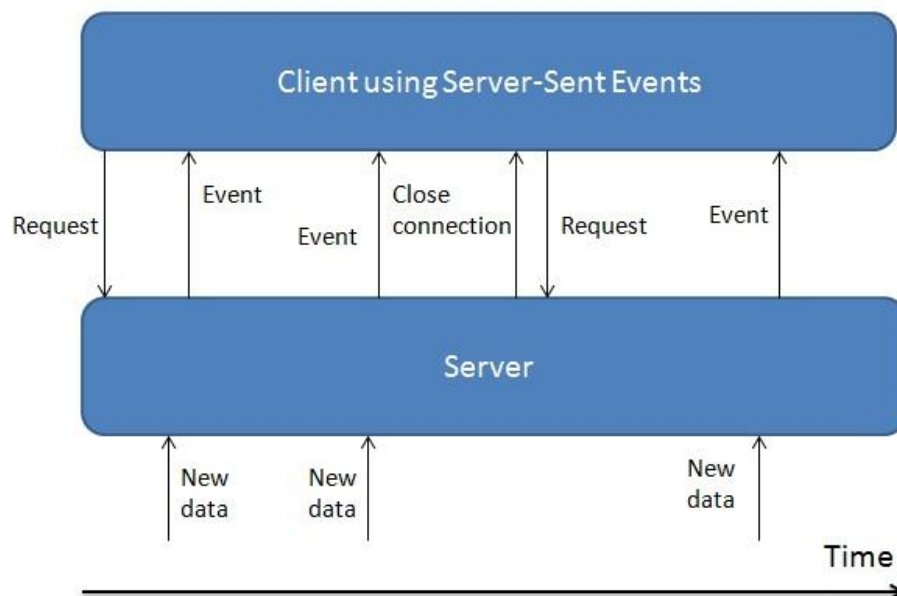 Client using Server-Sent Events
Request
Event
Event
Close
connection
Request
Event
Server
New
data
New
data
New
data
Time